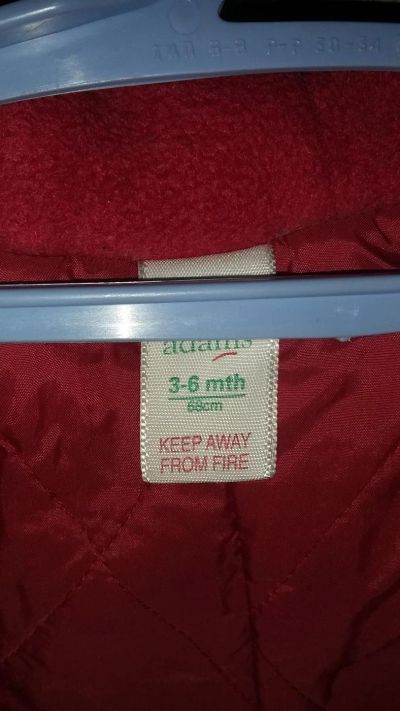 adams
3-6 mth
68cm
KEEP AWAY
FROM FIRE